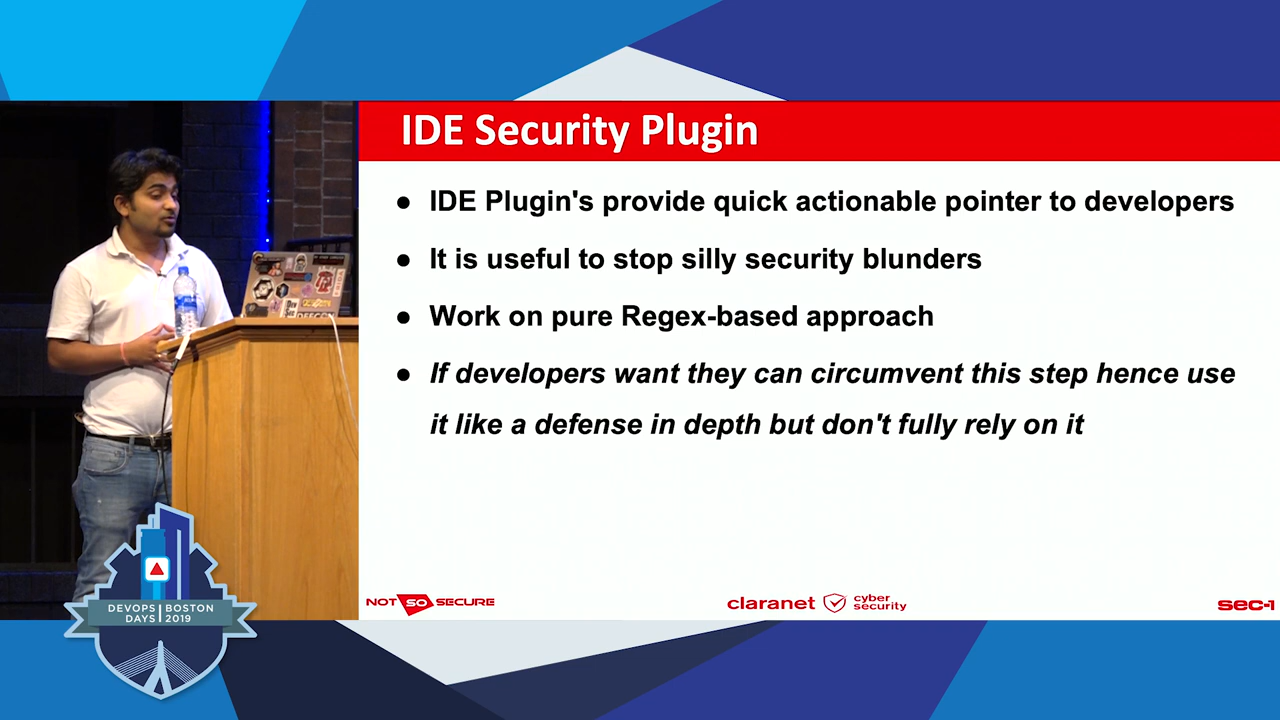 IDE Security Plugin
● IDE Plugin's provide quick actionable pointer to developers
● It is useful to stop silly security blunders
● Work on pure Regex-based approach
● If developers want they can circumvent this step hence use
it like a defense in depth but don't fully rely on it
NOT SO SECURE
claranet cyber
security
sec-1
DEVOPS BOSTON
DAYS 2019
DEFCON